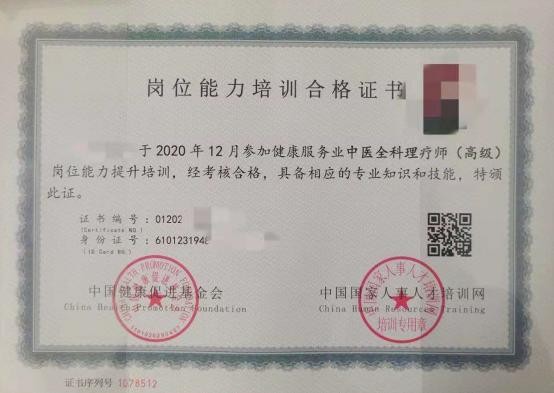 岗位能力培训合格证书
于2020年12月参加健康服务业中医全科理疗师（高级）
岗位能力提升培训，经考核合格，具备相应的专业知识和技能，特颁
此证。
证书编号：01202
(Certificate NO.)
身份证号：610123194
(ID Card NO.)
中国健康促进基金会
China Health Promotion Foundation
中国国家人事人才培训网
China Human Resources Training
培训专用章
证书序列号 1078512